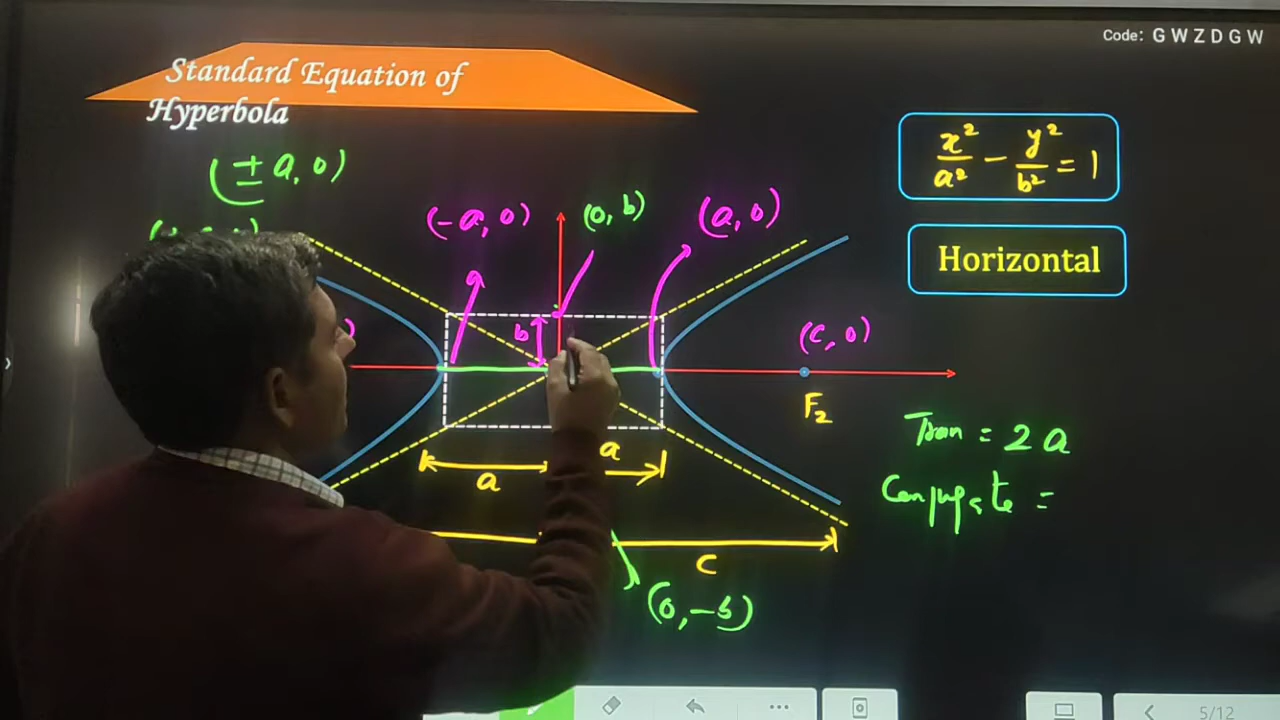 Code: GWZDGW
Standard Equation of
Hyperbola
(± a, 0)
x²/a² - y²/b² = 1
Horizontal
(-a, 0)
(0, b)
(a, 0)
b
(c, 0)
F₂
Tran = 2a
Conjugate =
a
a
c
(0, -b)
5/12